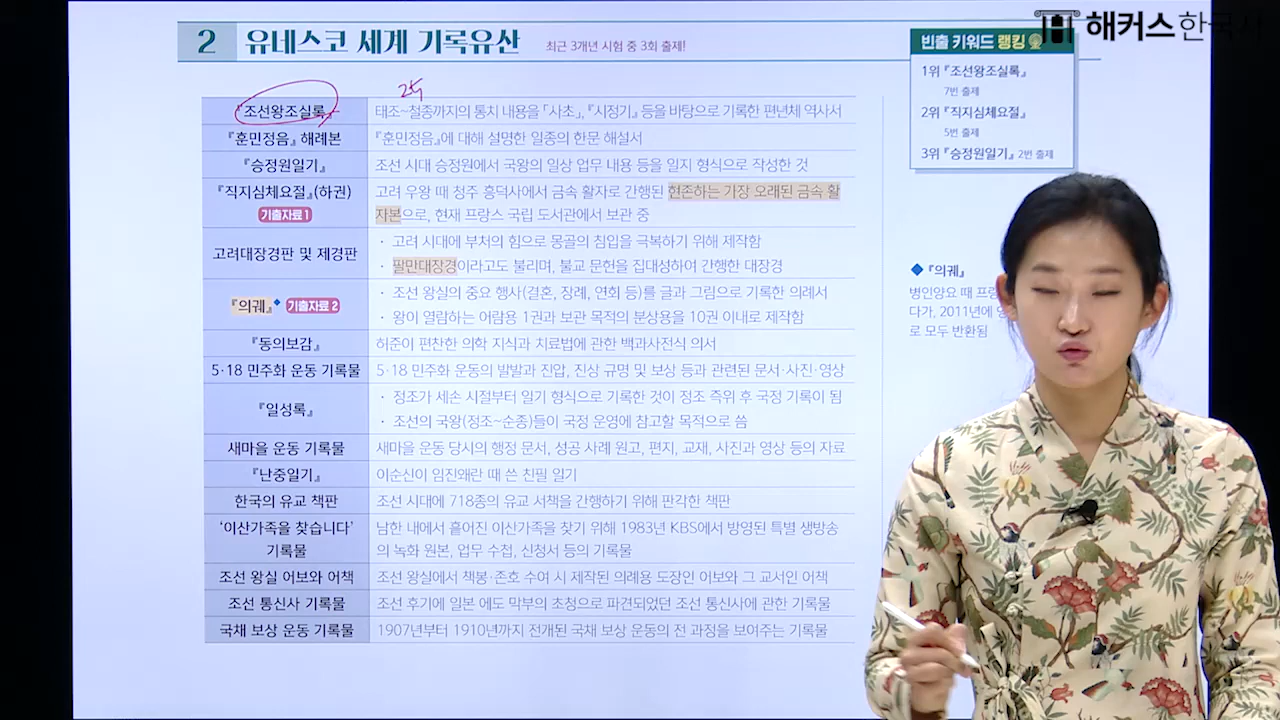 해커스한국사
2 유네스코 세계 기록유산 최근 3개년 시험 중 3회 출제!
빈출 키워드 랭킹
1위 『조선왕조실록』
7번 출제
2위 『직지심체요절』
5번 출제
3위 『승정원일기』 2번 출제
『조선왕조실록』 태조~철종까지의 통치 내용을 「사초」, 『시정기』 등을 바탕으로 기록한 편년체 역사서
『훈민정음』 해례본 『훈민정음』에 대해 설명한 일종의 한문 해설서
『승정원일기』 조선 시대 승정원에서 국왕의 일상 업무 내용 등을 일지 형식으로 작성한 것
『직지심체요절』(하권) 고려 우왕 때 청주 흥덕사에서 금속 활자로 간행된 현존하는 가장 오래된 금속 활
기출자료 1 자본으로, 현재 프랑스 국립 도서관에서 보관 중
고려대장경판 및 제경판 · 고려 시대에 부처의 힘으로 몽골의 침입을 극복하기 위해 제작함
· 팔만대장경이라고도 불리며, 불교 문헌을 집대성하여 간행한 대장경
『의궤』 기출자료 2 · 조선 왕실의 중요 행사(결혼, 장례, 연회 등)를 글과 그림으로 기록한 의례서
· 왕이 열람하는 어람용 1권과 보관 목적의 분상용을 10권 이내로 제작함
『동의보감』 허준이 편찬한 의학 지식과 치료법에 관한 백과사전식 의서
5·18 민주화 운동 기록물 5·18 민주화 운동의 발발과 진압, 진상 규명 및 보상 등과 관련된 문서·사진·영상
『일성록』 · 정조가 세손 시절부터 일기 형식으로 기록한 것이 정조 즉위 후 국정 기록이 됨
· 조선의 국왕(정조~순종)들이 국정 운영에 참고할 목적으로 씀
새마을 운동 기록물 새마을 운동 당시의 행정 문서, 성공 사례 원고, 편지, 교재, 사진과 영상 등의 자료
『난중일기』 이순신이 임진왜란 때 쓴 친필 일기
한국의 유교 책판 조선 시대에 718종의 유교 서책을 간행하기 위해 판각한 책판
'이산가족을 찾습니다' 기록물 남한 내에서 흩어진 이산가족을 찾기 위해 1983년 KBS에서 방영된 특별 생방송
의 녹화 원본, 업무 수첩, 신청서 등의 기록물
조선 왕실 어보와 어책 조선 왕실에서 책봉·존호 수여 시 제작된 의례용 도장인 어보와 그 교서인 어책
조선 통신사 기록물 조선 후기에 일본 에도 막부의 초청으로 파견되었던 조선 통신사에 관한 기록물
국채 보상 운동 기록물 1907년부터 1910년까지 전개된 국채 보상 운동의 전 과정을 보여주는 기록물
◆『의궤』
병인양요 때
다가, 2011년에
로 모두 반환됨